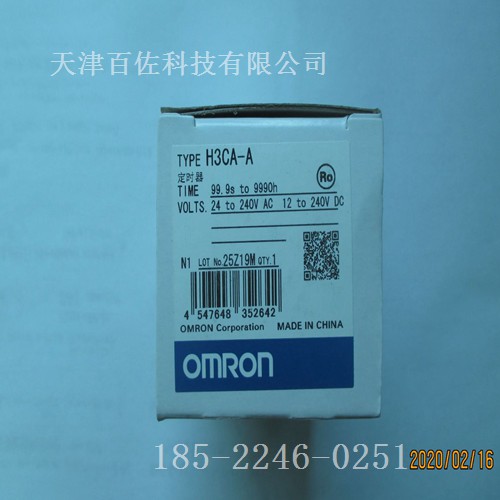 天津百佐科技有限公司
TYPE H3CA-A
定时器
Ro
TIME 99.9s to 9990h
VOLTS. 24 to 240V AC 12 to 240V DC
N1 LOT No. 25Z19M QTY. 1
4 547648 352642
OMRON Corporation MADE IN CHINA
OMRON
185-2246-0251
2020/02/16